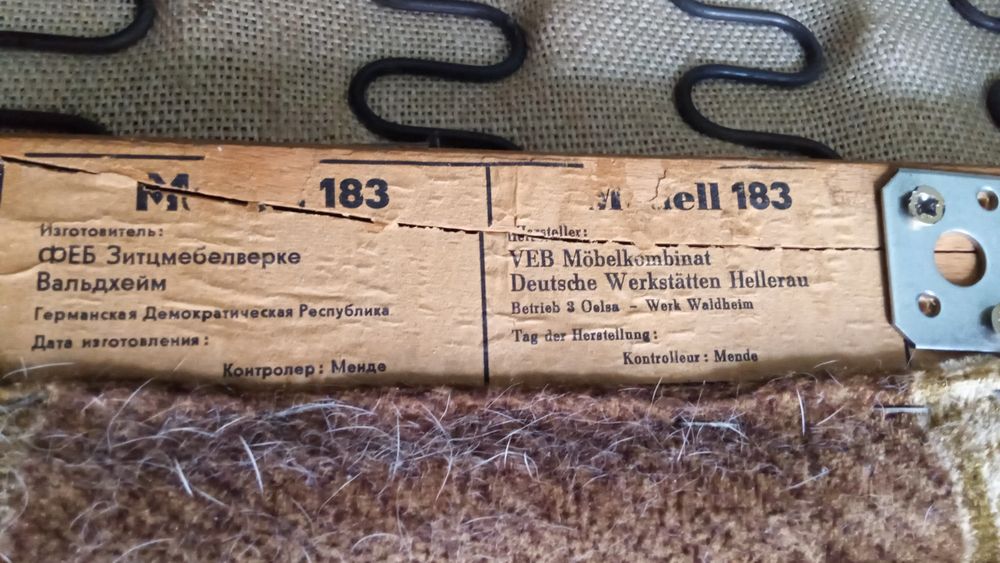 183
Изготовитель:
ФЕБ Зитцмебелверке
Вальдхейм
Германская Демократическая Республика
Дата изготовления:
Контролер: Менде
183
Hersteller:
VEB Möbelkombinat
Deutsche Werkstätten Hellerau
Betrieb 3 Oelsa - Werk Waldheim
Tag der Herstellung:
Kontrolleur: Mende